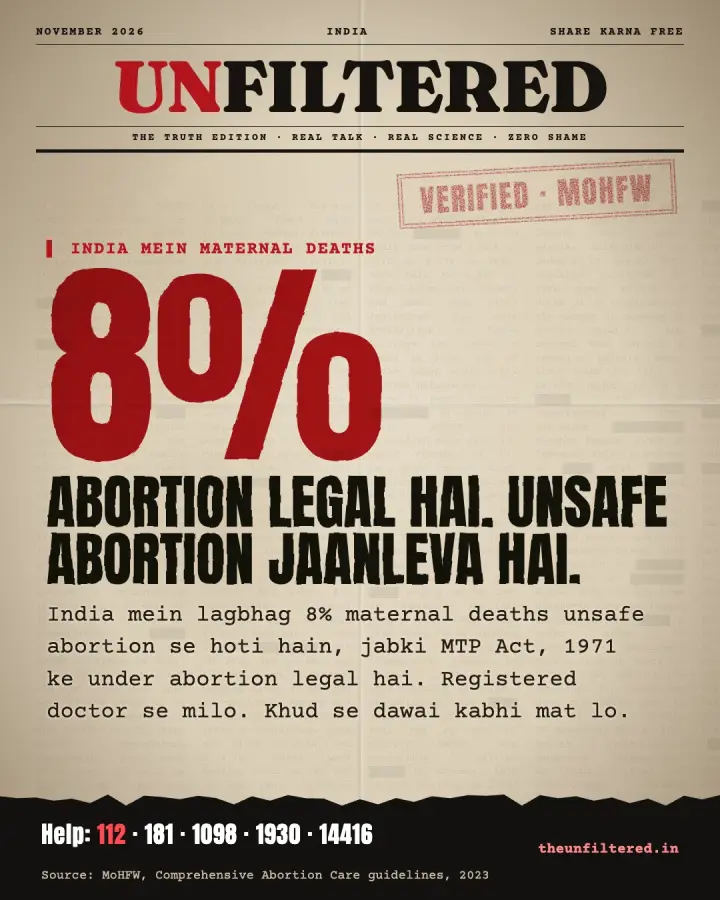 NOVEMBER 2026 INDIA SHARE KARNA FREE
UNFILTERED
THE TRUTH EDITION · REAL TALK · REAL SCIENCE · ZERO SHAME
VERIFIED · MOHFW
INDIA MEIN MATERNAL DEATHS
8%
ABORTION LEGAL HAI. UNSAFE
ABORTION JAANLEVA HAI.
India mein lagbhag 8% maternal deaths unsafe
abortion se hoti hain, jabki MTP Act, 1971
ke under abortion legal hai. Registered
doctor se milo. Khud se dawai kabhi mat lo.
Help: 112 · 181 · 1098 · 1930 · 14416
theunfiltered.in
Source: MoHFW, Comprehensive Abortion Care guidelines, 2023